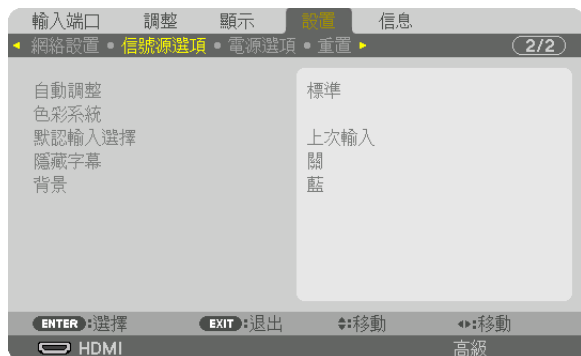 輸入端口 調整 顯示 設置 信息
網絡設置 • 信號源選項 • 電源選項 • 重置 2/2
自動調整 標準
色彩系統
默認輸入選擇 上次輸入
隱藏字幕 關
背景 藍
ENTER:選擇 EXIT:退出 :移動 :移動
HDMI 高級